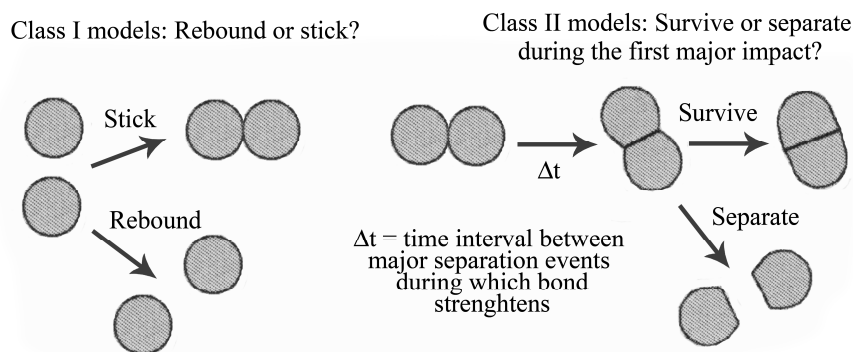 Class I models: Rebound or stick?
Stick
Rebound
Class II models: Survive or separate
during the first major impact?
Δt
Survive
Separate
Δt = time interval between
major separation events
during which bond
strenghtens